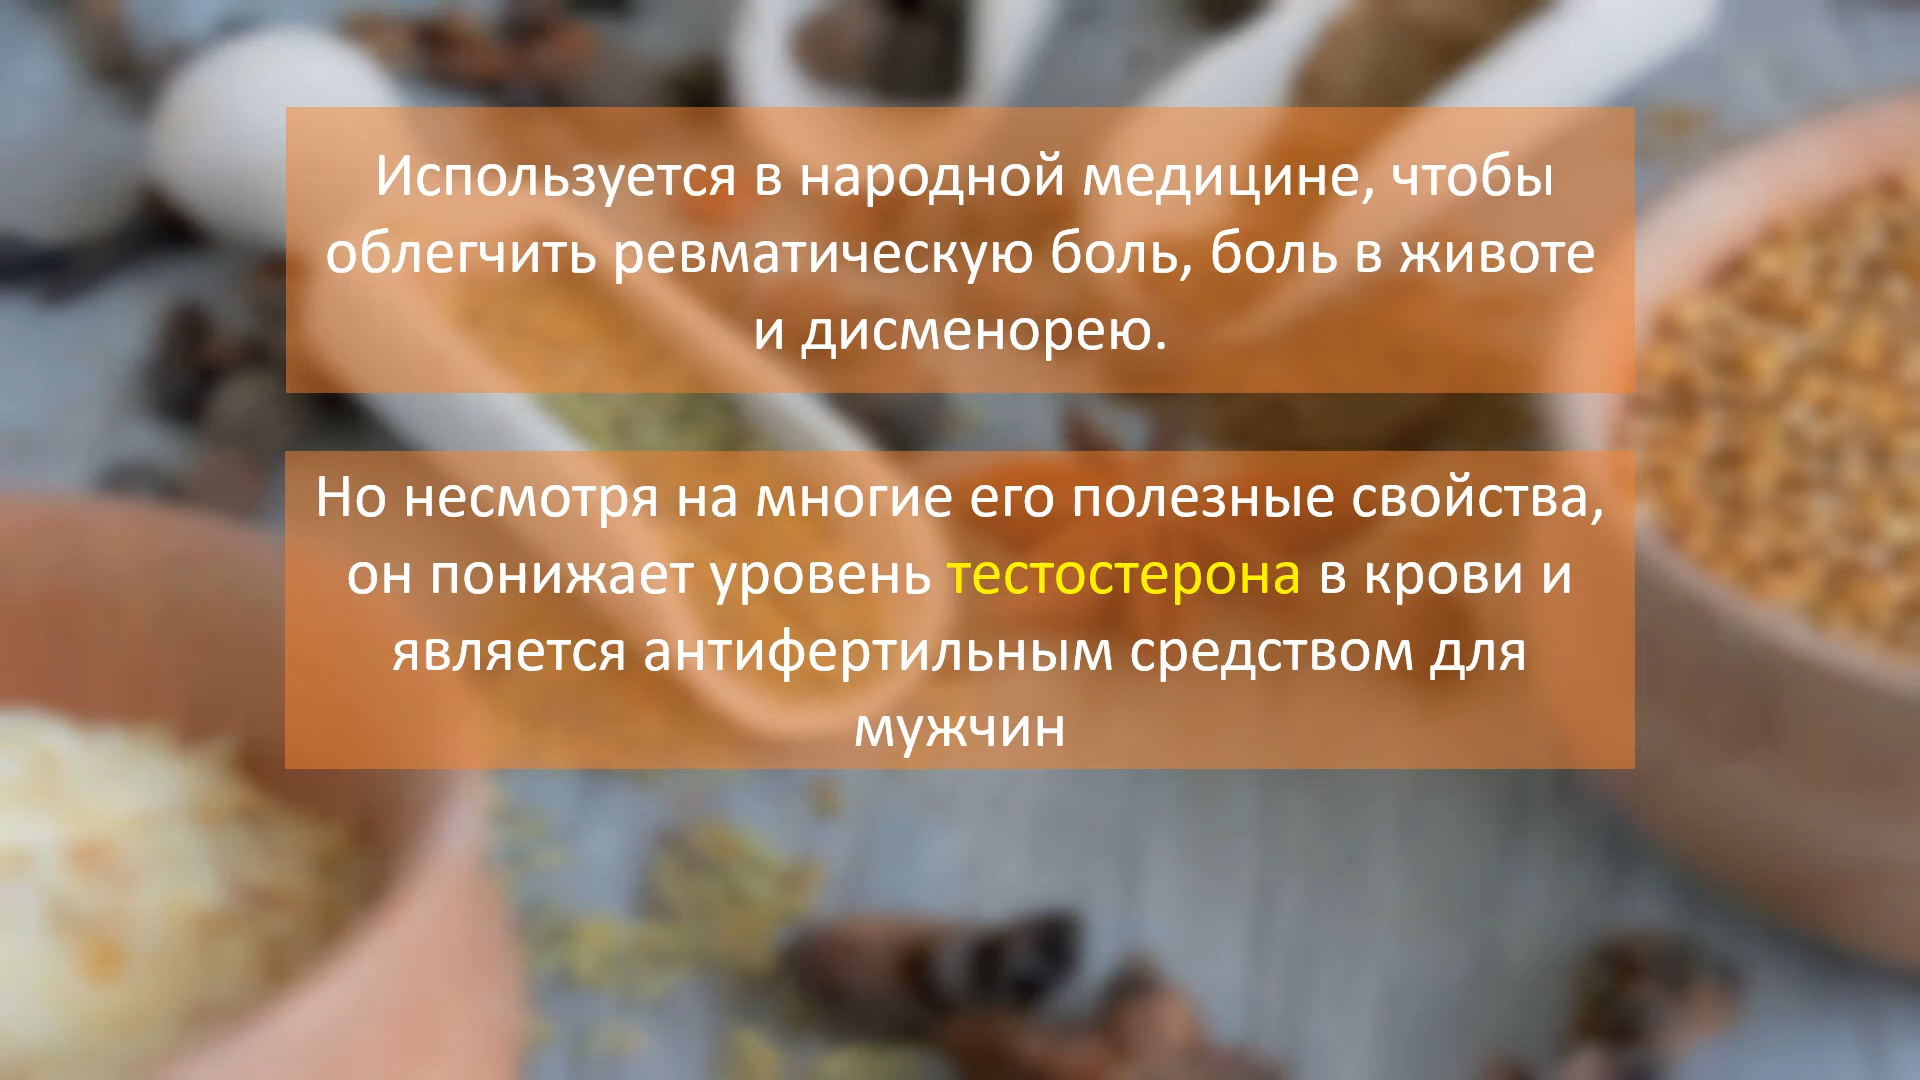 Используется в народной медицине, чтобы
облегчить ревматическую боль, боль в животе
и дисменорею.
Но несмотря на многие его полезные свойства,
он понижает уровень тестостерона в крови и
является антифертильным средством для
мужчин